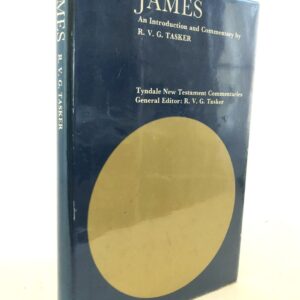 JAMES
An Introduction and Commentary by
R. V. G. TASKER
Tyndale New Testament Commentaries
General Editor: R. V. G. Tasker
JAMES R. V. G. TASKER